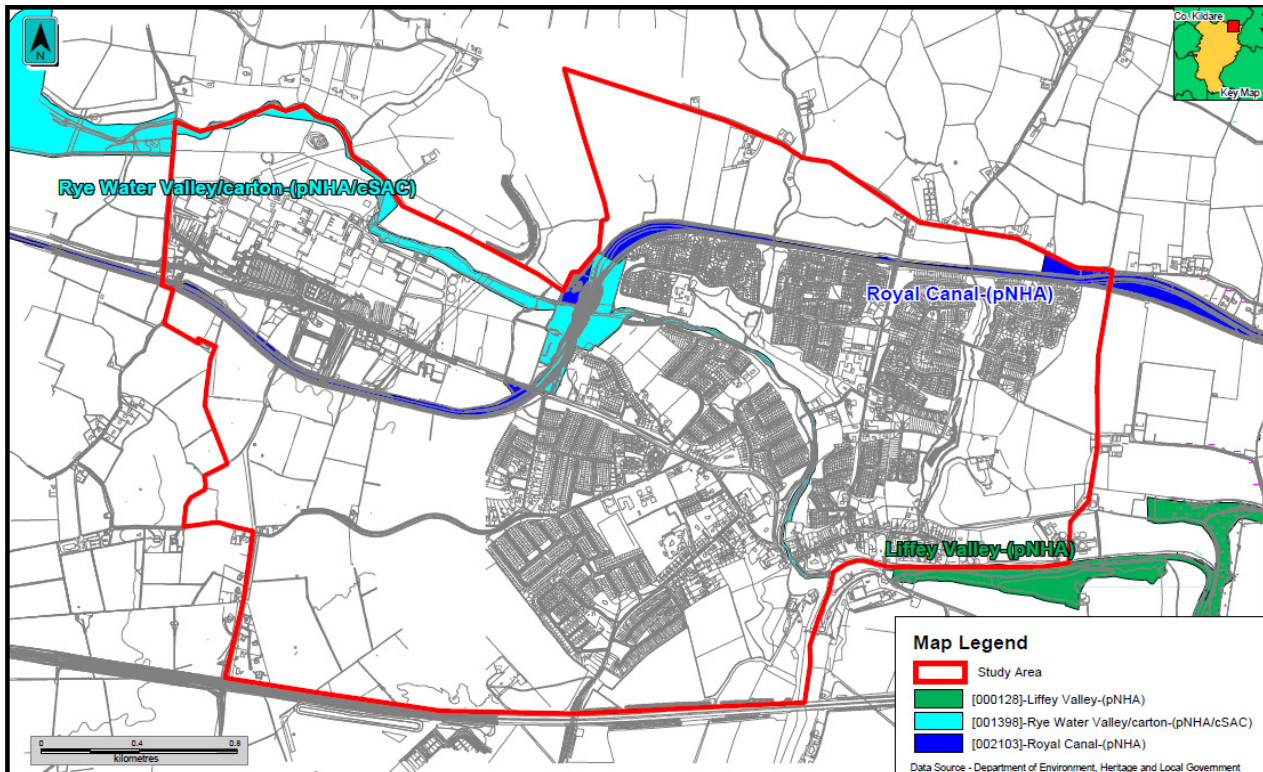 N
Co. Kildare
Key Map
Rye Water Valley/carton-(pNHA/cSAC)
Royal Canal-(pNHA)
Liffey Valley-(pNHA)
Map Legend
Study Area
[000128]-Liffey Valley-(pNHA)
[001398]-Rye Water Valley/carton-(pNHA/cSAC)
[002103]-Royal Canal-(pNHA)
Data Source - Department of Environment, Heritage and Local Government
0 0.4 0.8
kilometres